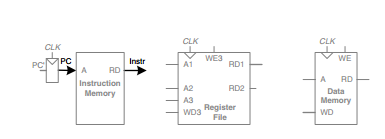 CLK CLK CLK
PC' PC A RD Instr
Instruction
Memory
WE3
A1 RD1
A2 RD2
A3
WD3
Register
File
WE
A RD
Data
Memory
WD